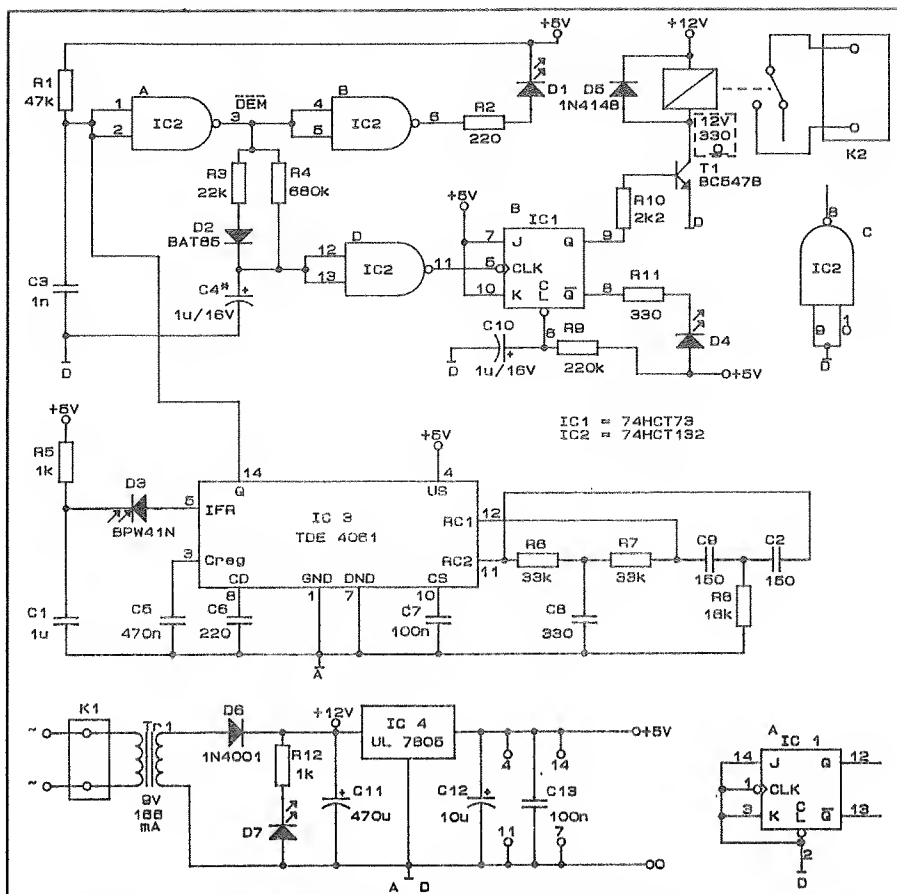 +5V
+12V
R1
47k
A
1
2
IC2
3
DEM
B
4
5
IC2
6
R2
220
D1
D5
1N4148
12V
330
Ω
K2
T1
BC547B
R3
22k
R4
680k
D2
BAT85
D
12
13
IC2
11
+5V
B
IC1
7
J
Q
9
5
CLK
10
K
C
L
Q
8
6
R10
2k2
D
R11
330
D4
C
8
IC2
9
10
D
C3
1n
C4*
+
1u/16V
D
C10
+
1u/16V
D
R9
220k
+5V
IC1 = 74HCT73
IC2 = 74HCT132
+5V
R5
1k
D3
BPW41N
14
Q
+5V
4
US
5
IFR
IC 3
TDE 4061
RC1
12
3
Creg
RC2
11
CD
GND
DND
CS
8
1
7
10
R6
33k
R7
33k
C9
150
C2
150
R8
18k
C1
1u
C5
470n
C6
220
C7
100n
C8
330
A
K1
~
~
Tr1
9V
166
mA
D6
1N4001
+12V
R12
1k
D7
C11
+
470u
IC 4
UL 7805
C12
+
10u
4
14
C13
100n
11
7
+5V
A D
A
IC 1
14
J
Q
12
1
CLK
3
K
C
L
Q
13
2
D